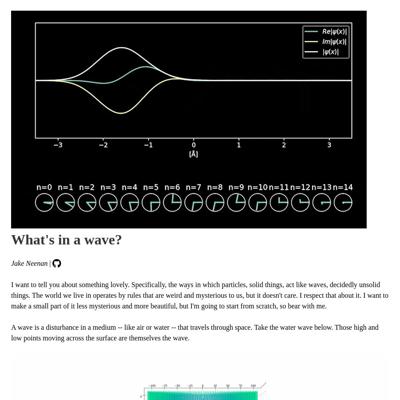 Re|ψ(x)|
Im|ψ(x)|
|ψ(x)|
−3 −2 −1 0 1 2 3
[Å]
n=0 n=1 n=2 n=3 n=4 n=5 n=6 n=7 n=8 n=9 n=10 n=11 n=12 n=13 n=14
What's in a wave?
Jake Neenan |
I want to tell you about something lovely. Specifically, the ways in which particles, solid things, act like waves, decidedly unsolid
things. The world we live in operates by rules that are weird and mysterious to us, but it doesn't care. I respect that about it. I want to
make a small part of it less mysterious and more beautiful, but I'm going to start from scratch, so bear with me.
A wave is a disturbance in a medium -- like air or water -- that travels through space. Take the water wave below. Those high and
low points moving across the surface are themselves the wave.